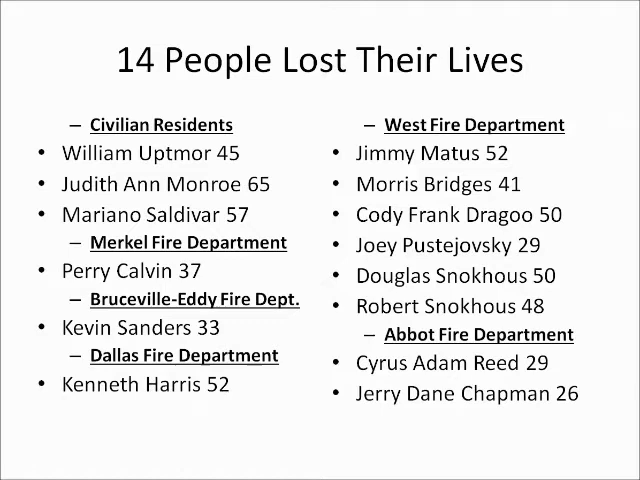 14 People Lost Their Lives
– Civilian Residents
• William Uptmor 45
• Judith Ann Monroe 65
• Mariano Saldivar 57
– Merkel Fire Department
• Perry Calvin 37
– Bruceville-Eddy Fire Dept.
• Kevin Sanders 33
– Dallas Fire Department
• Kenneth Harris 52
– West Fire Department
• Jimmy Matus 52
• Morris Bridges 41
• Cody Frank Dragoo 50
• Joey Pustejovsky 29
• Douglas Snokhous 50
• Robert Snokhous 48
– Abbot Fire Department
• Cyrus Adam Reed 29
• Jerry Dane Chapman 26